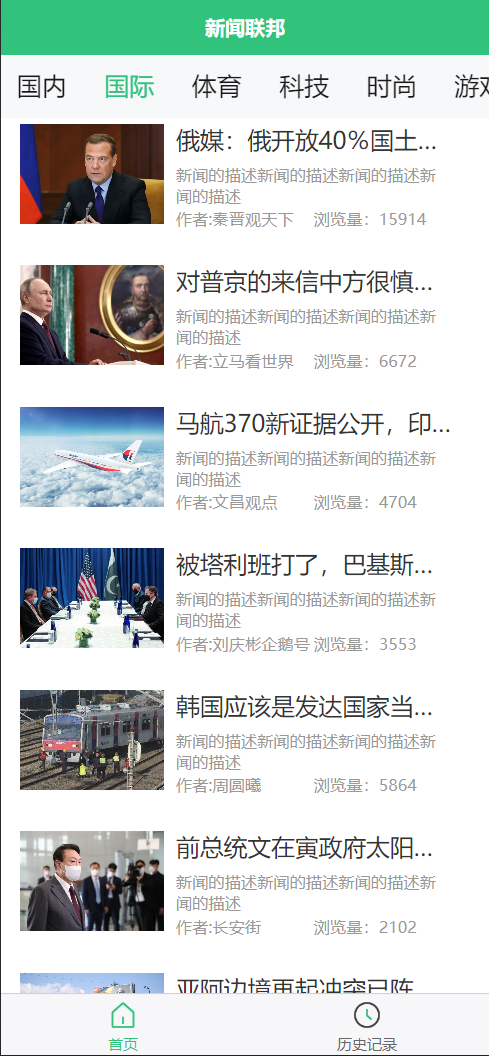 新闻联邦
国内 国际 体育 科技 时尚 游戏
俄媒：俄开放40%国土…
新闻的描述新闻的描述新闻的描述新
闻的描述
作者:秦晋观天下 浏览量：15914
对普京的来信中方很慎…
新闻的描述新闻的描述新闻的描述新
闻的描述
作者:立马看世界 浏览量：6672
马航370新证据公开，印…
新闻的描述新闻的描述新闻的描述新
闻的描述
作者:文昌观点 浏览量：4704
被塔利班打了，巴基斯…
新闻的描述新闻的描述新闻的描述新
闻的描述
作者:刘庆彬企鹅号 浏览量：3553
韩国应该是发达国家当…
新闻的描述新闻的描述新闻的描述新
闻的描述
作者:周圆曦 浏览量：5864
前总统文在寅政府太阳…
新闻的描述新闻的描述新闻的描述新
闻的描述
作者:长安街 浏览量：2102
亚阿边境再起冲突已阵…
首页 历史记录